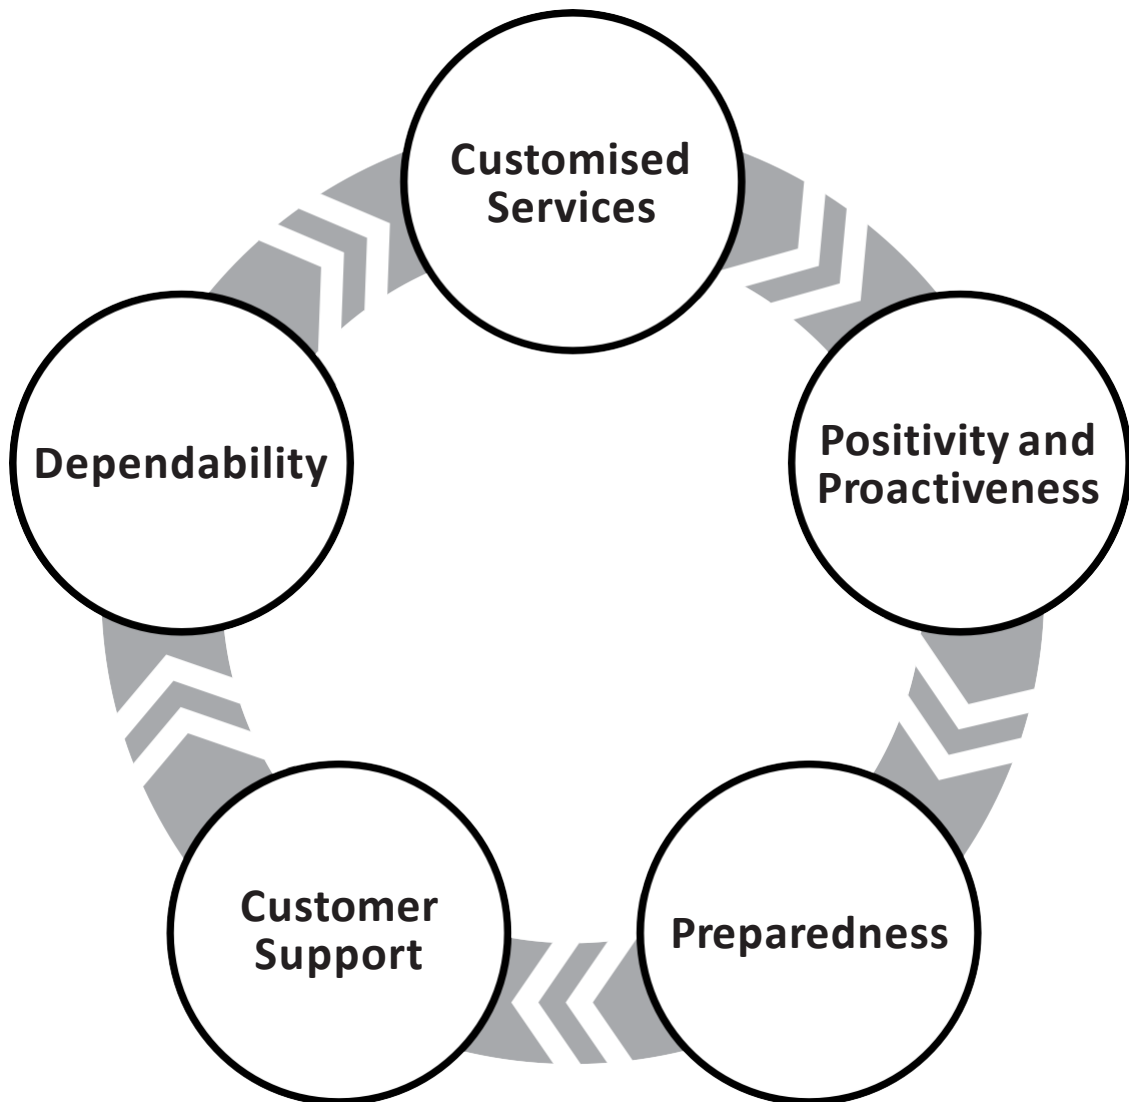 Customised
Services
Positivity and
Proactiveness
Preparedness
Customer
Support
Dependability